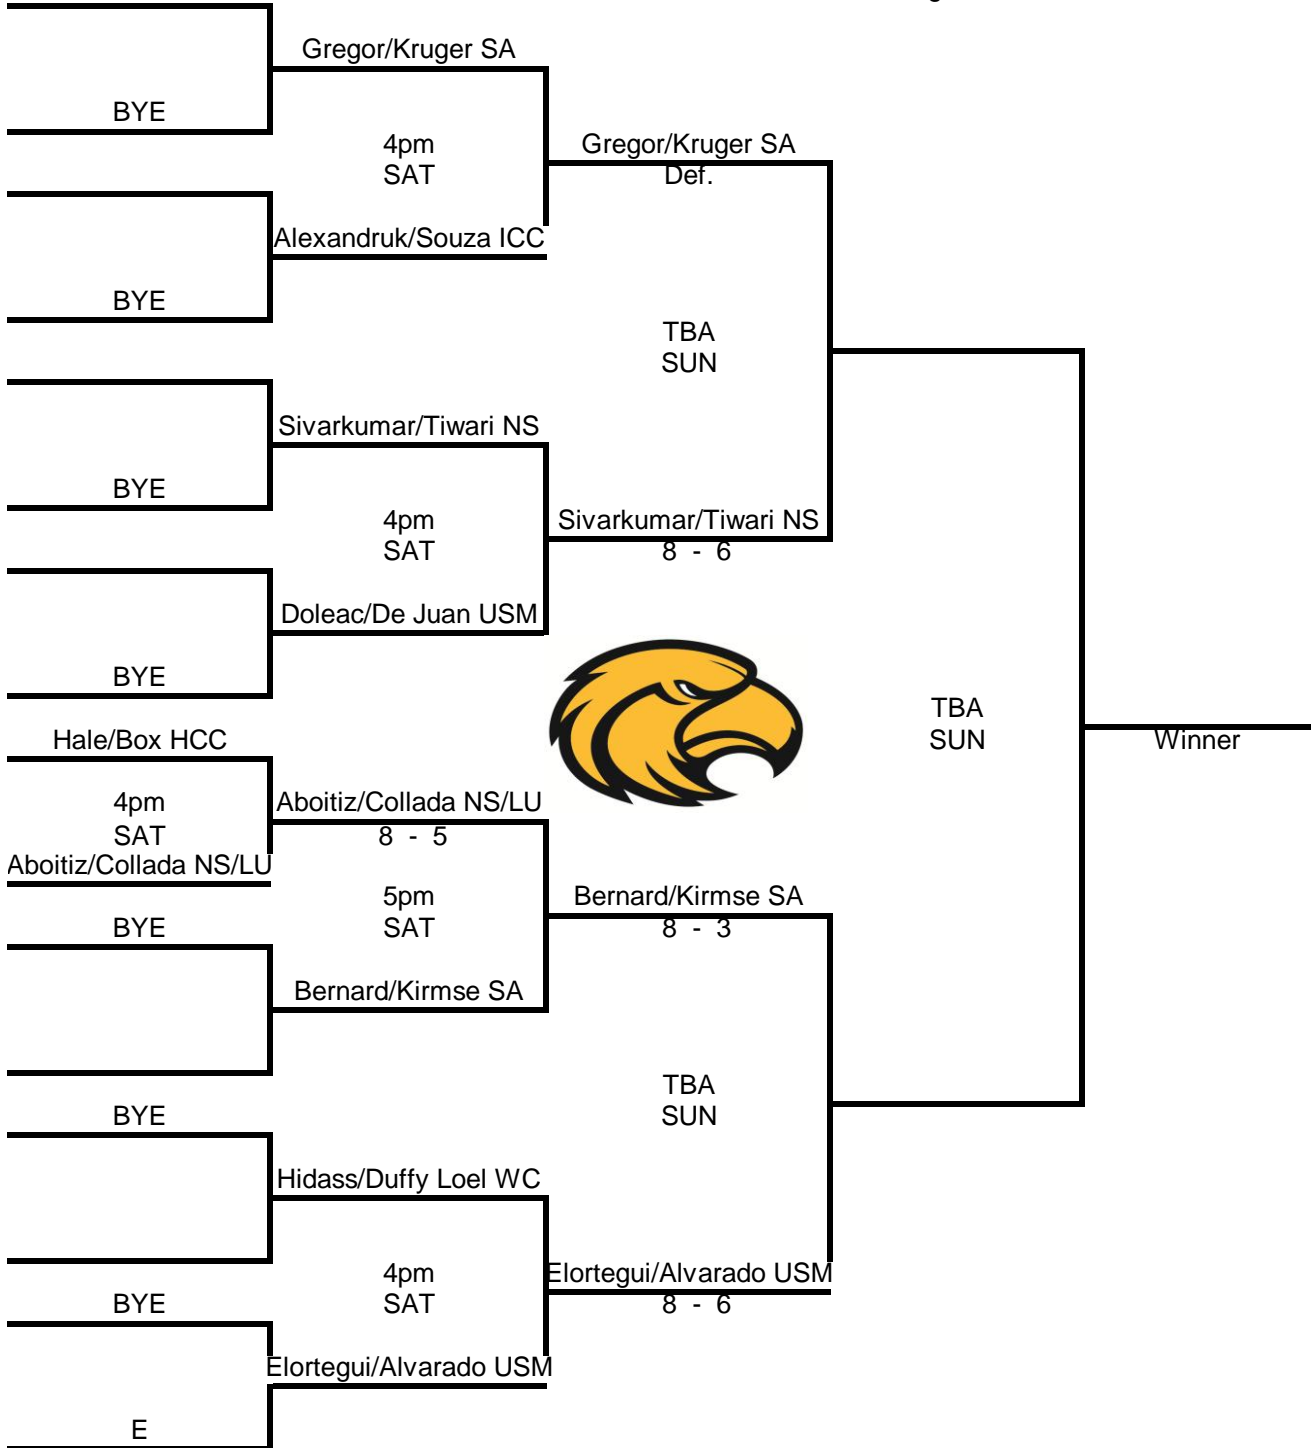 Gregor/Kruger SA
BYE
4pm
SAT
Gregor/Kruger SA
Def.
Alexandruk/Souza ICC
BYE
TBA
SUN
Sivarkumar/Tiwari NS
BYE
4pm
SAT
Sivarkumar/Tiwari NS
8 - 6
Doleac/De Juan USM
BYE
TBA
SUN
Winner
Hale/Box HCC
4pm
SAT
Aboitiz/Collada NS/LU
8 - 5
Aboitiz/Collada NS/LU
5pm
SAT
Bernard/Kirmse SA
8 - 3
BYE
Bernard/Kirmse SA
TBA
SUN
BYE
Hidass/Duffy Loel WC
4pm
SAT
Elortegui/Alvarado USM
8 - 6
BYE
Elortegui/Alvarado USM
E